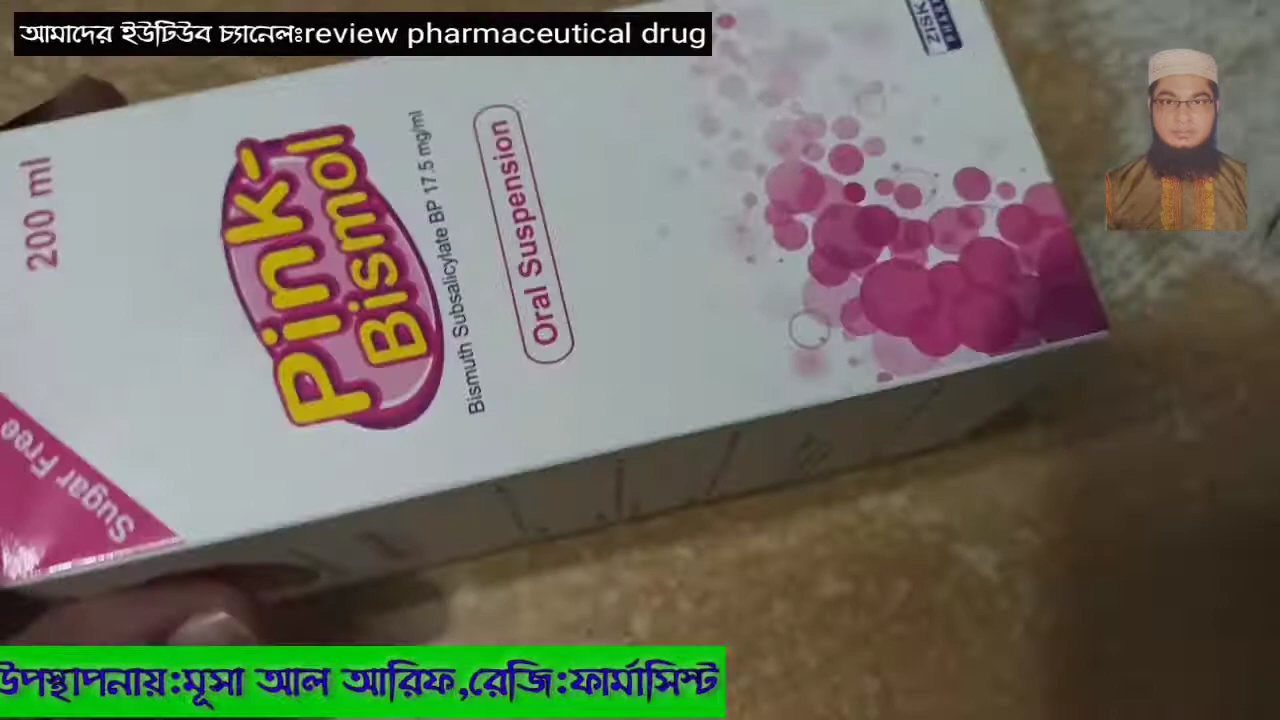 আমাদের ইউটিউব চ্যানেলঃreview pharmaceutical drug
200 ml
Pink-
Bismol
Bismuth Subsalicylate BP 17.5 mg/ml
Oral Suspension
Sugar Free
ZISKA
উপস্থাপনায়:মূসা আল আরিফ,রেজি:ফার্মাসিস্ট